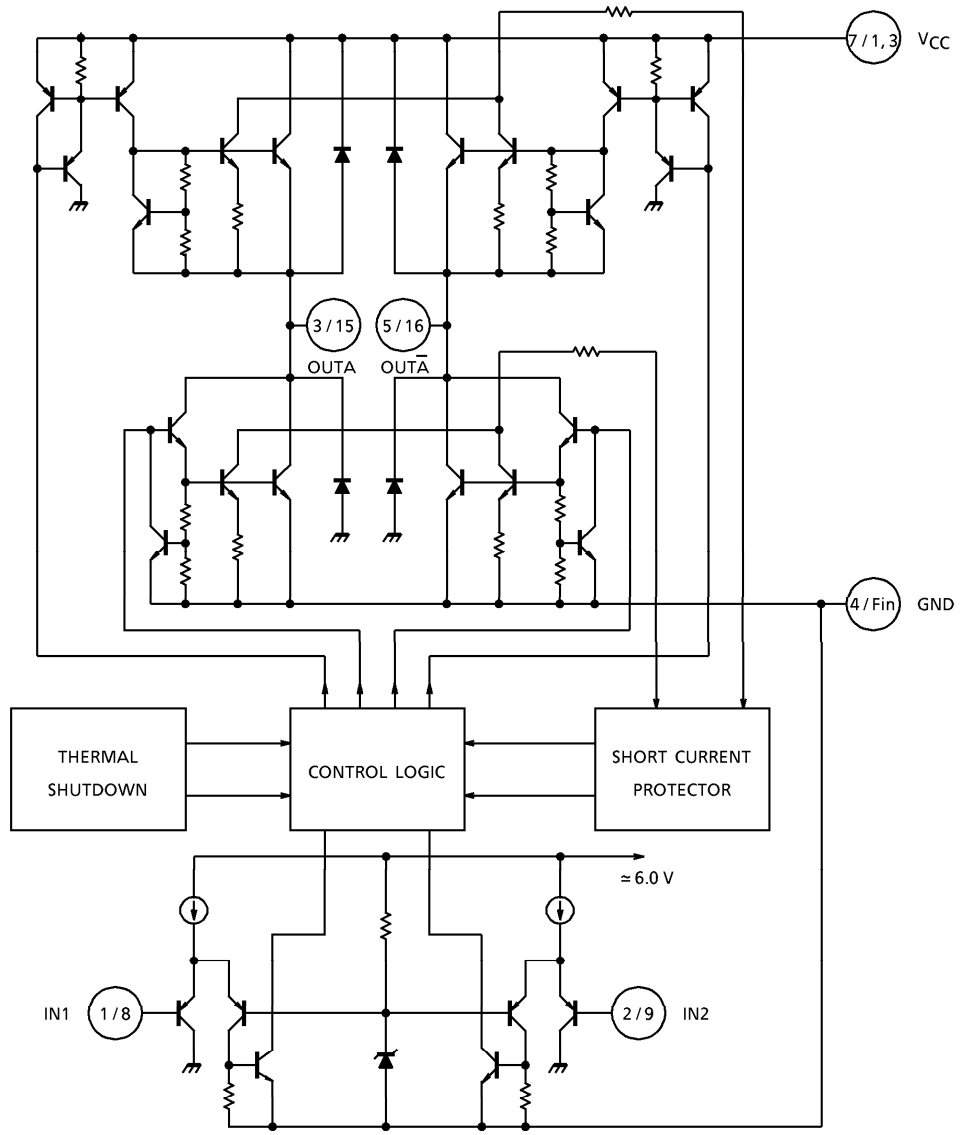 7 / 1, 3 VCC
3 / 15 5 / 16
OUTA OUTA̅
4 / Fin GND
THERMAL SHUTDOWN
CONTROL LOGIC
SHORT CURRENT PROTECTOR
≃ 6.0 V
IN1 1 / 8 2 / 9 IN2